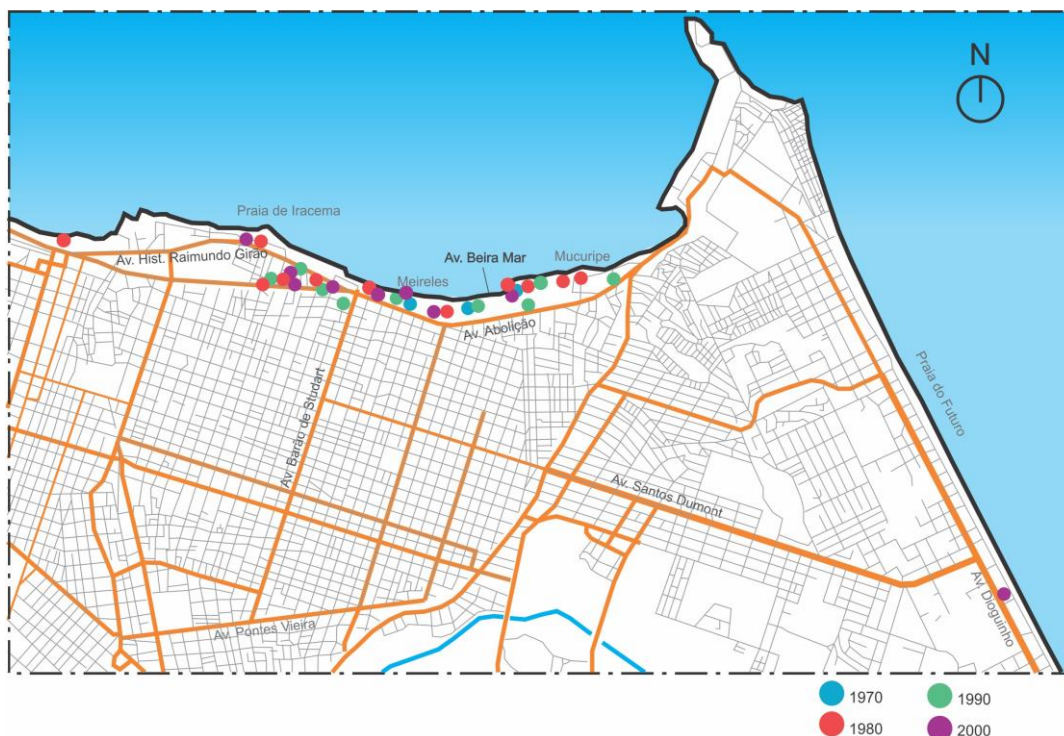 N
Praia de Iracema
Av. Hist. Raimundo Girão
Av. Beira Mar
Mucuripe
Meireles
Av. Abolição
Av. Barão de Studart
Praia do Futuro
Av. Santos Dumont
Av. Dioguinho
Av. Pontes Vieira
1970
1990
1980
2000